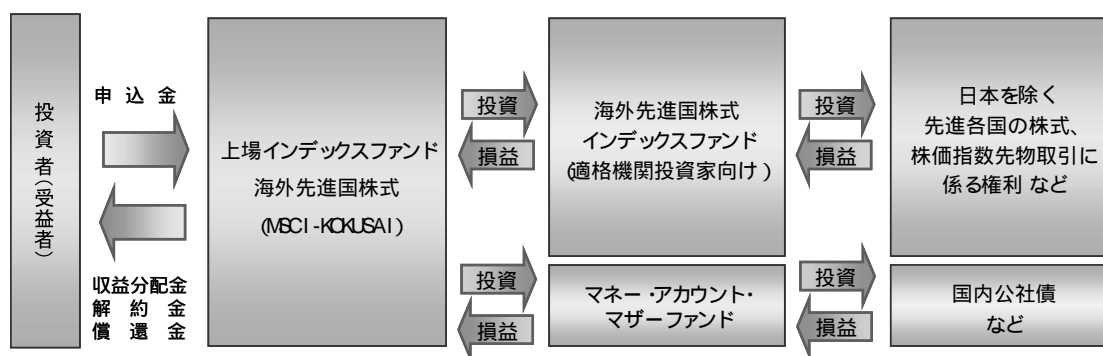 投資者(受益者)
申 込 金
収益分配金
解 約 金
償 還 金
上場インデックスファンド
海外先進国株式
(MSCI-KOKUSAI)
投資
損益
海外先進国株式
インデックスファンド
(適格機関投資家向け)
投資
損益
日本を除く
先進各国の株式、
株価指数先物取引に
係る権利 など
投資
損益
マネー・アカウント・
マザーファンド
投資
損益
国内公社債
など